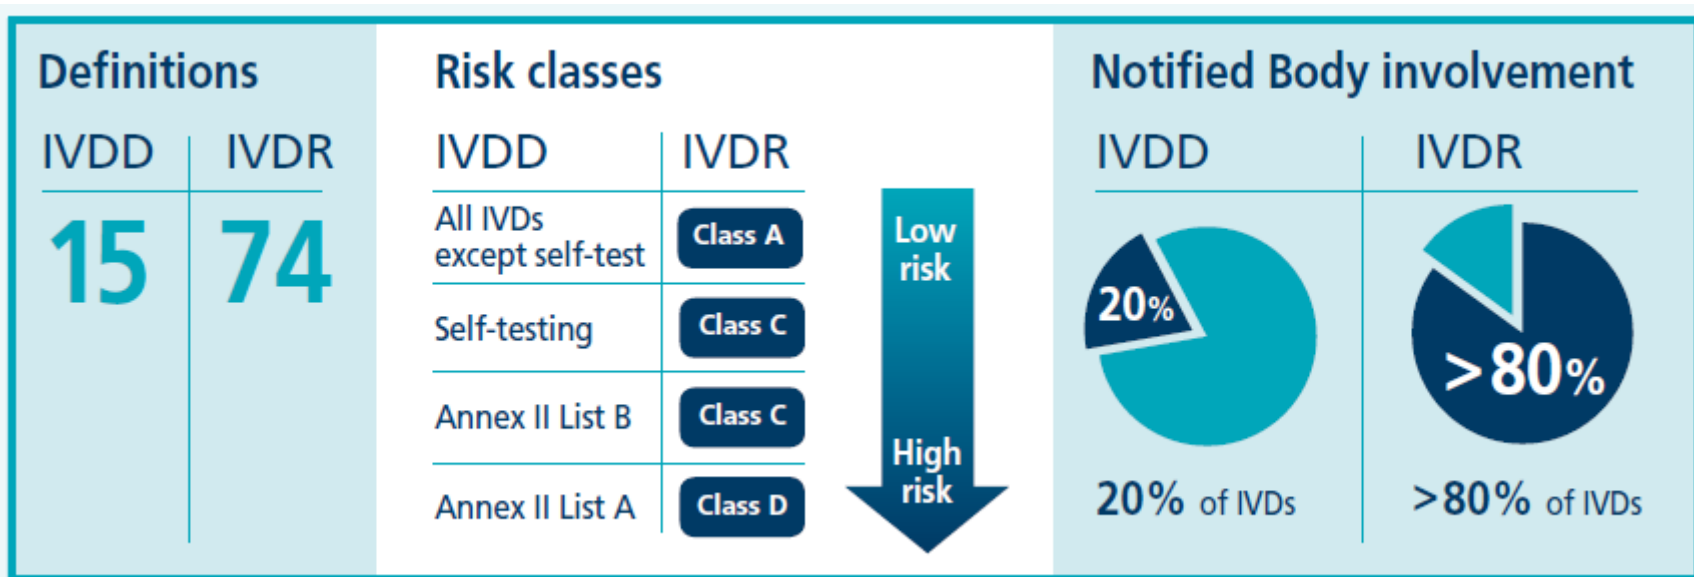 Definitions
IVDD IVDR
15 74
Risk classes
IVDD IVDR
All IVDs
except self-test
Class A
Self-testing Class C
Annex II List B Class C
Annex II List A Class D
Low
risk
High
risk
Notified Body involvement
IVDD IVDR
20%
>80%
20% of IVDs >80% of IVDs